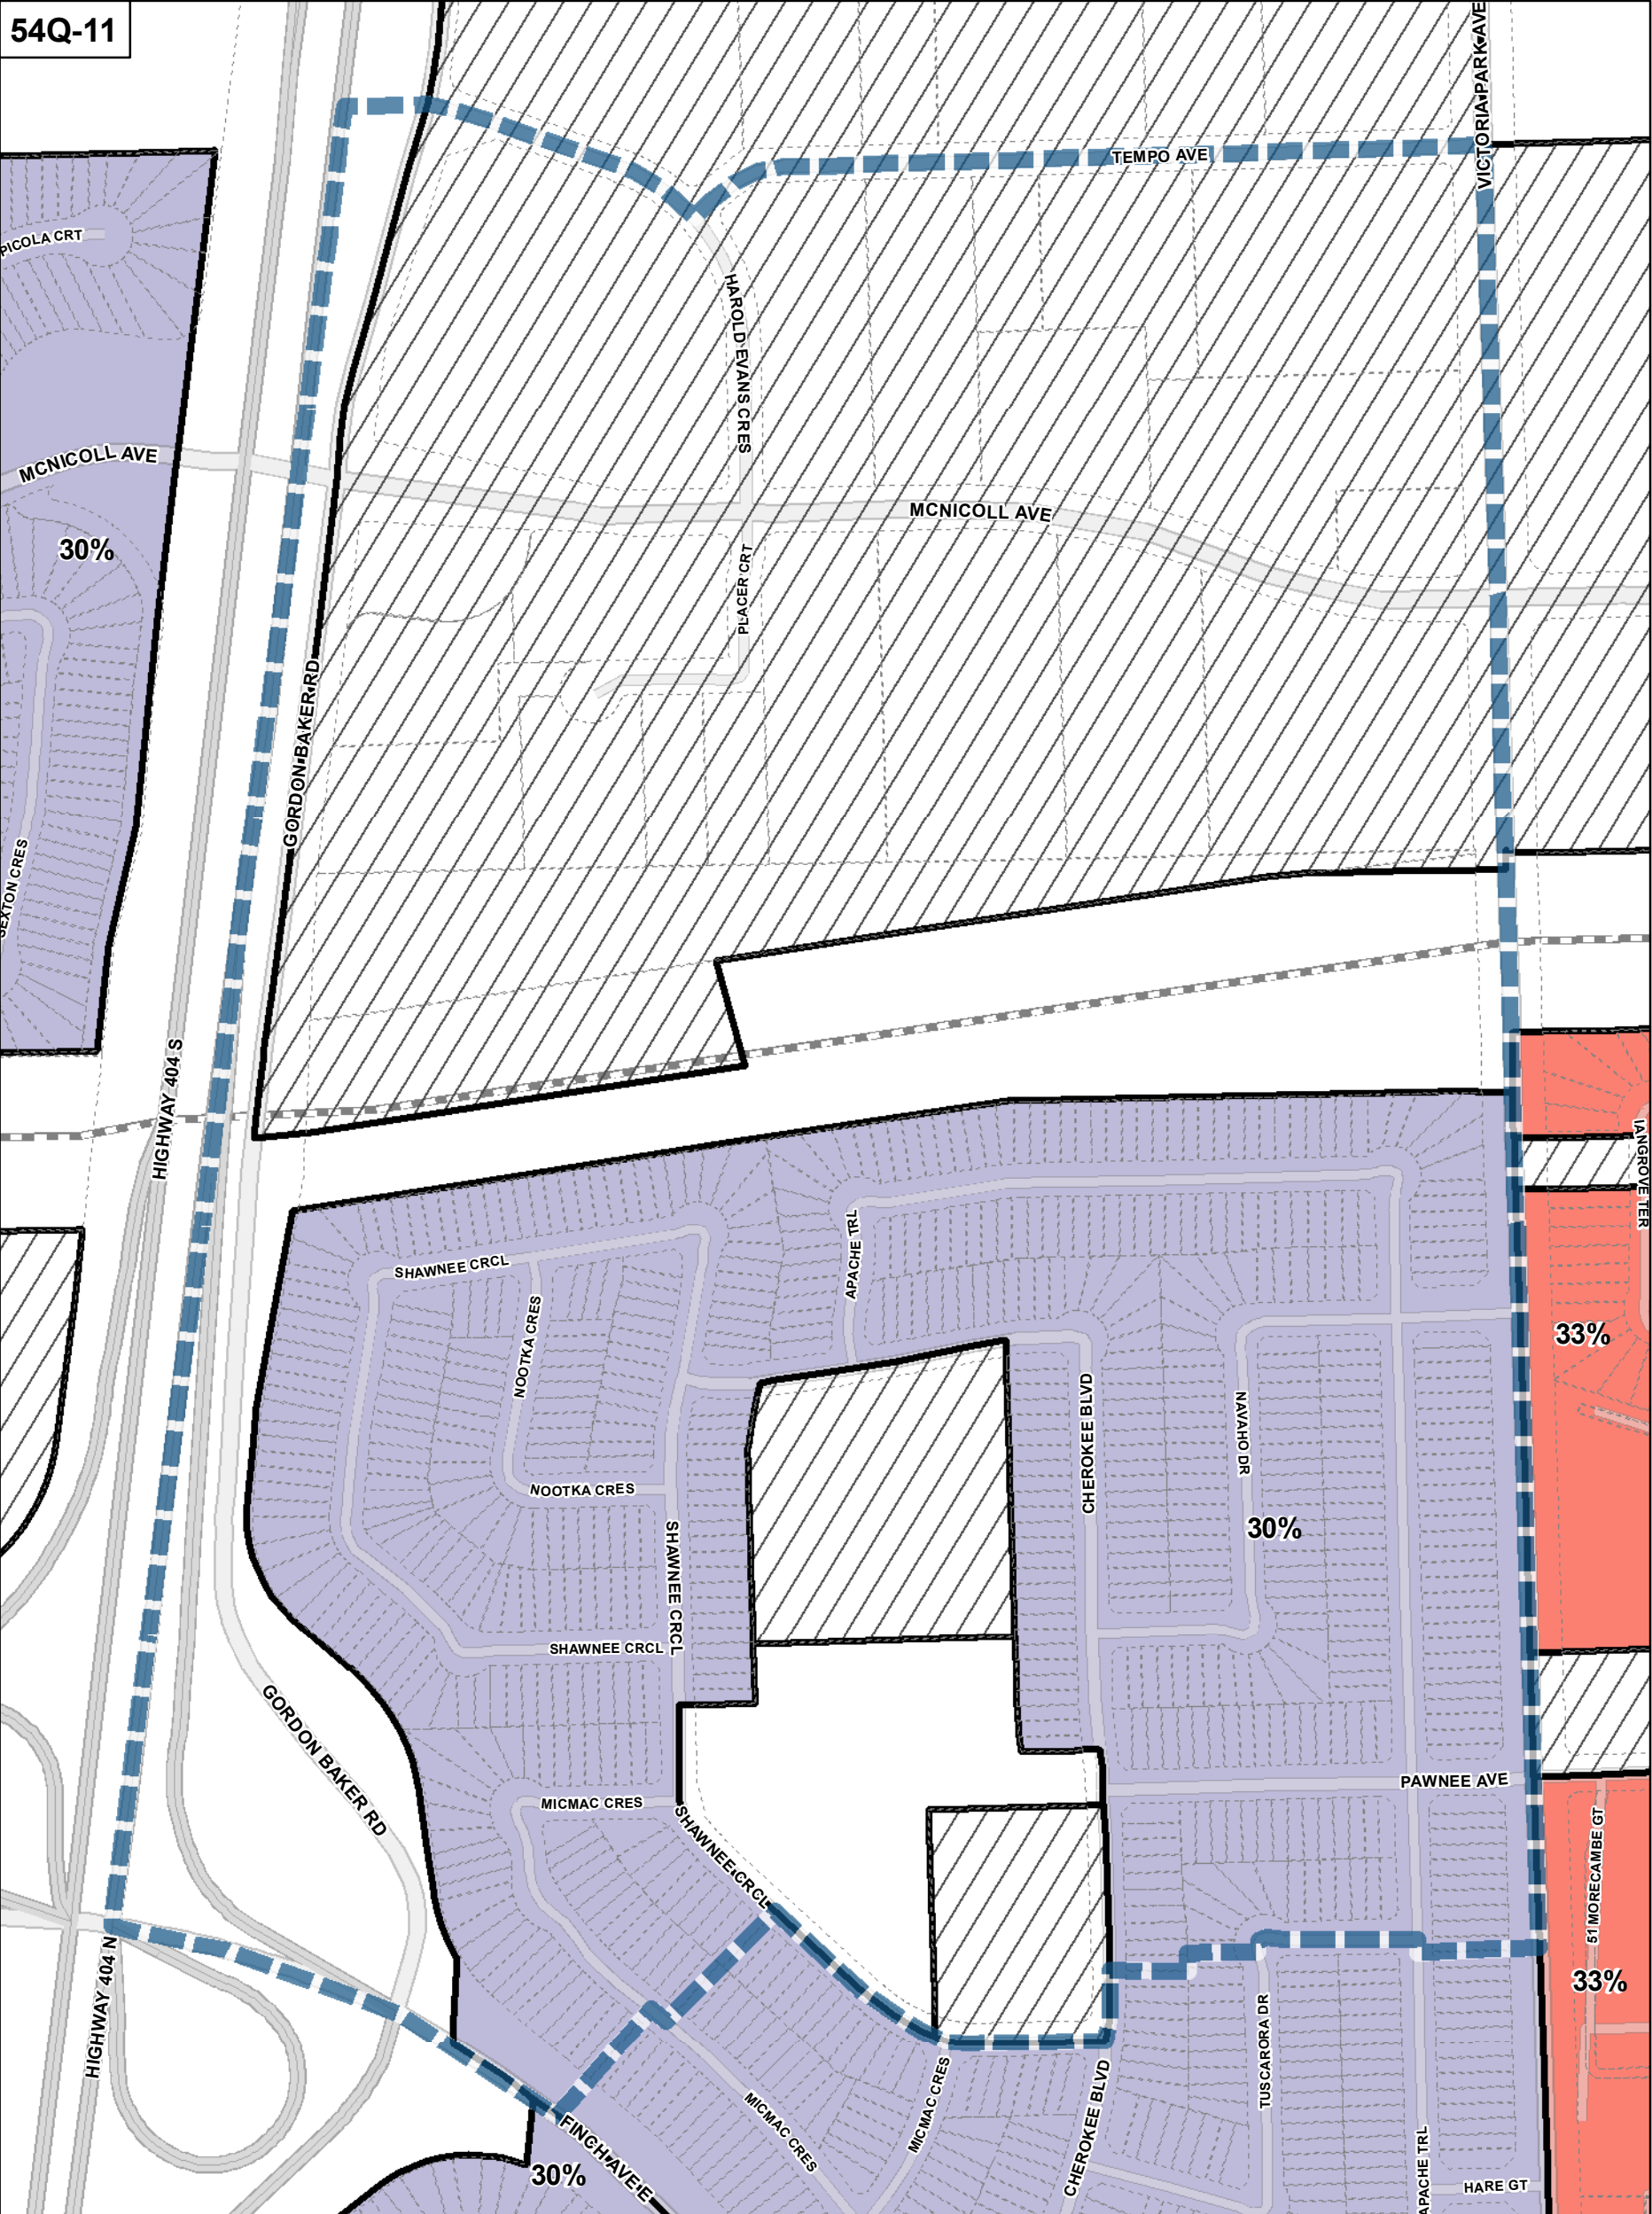 54Q-11
VICTORIA PARK AVE
TEMPO AVE
PICOLA CRT
HAROLD EVANS CRES
MCNICOLL AVE
MCNICOLL AVE
30%
PLACER CRT
GORDON BAKER RD
SEXTON CRES
HIGHWAY 404 S
SHAWNEE CRCL
APACHE TRL
NOOTKA CRES
33%
CHEROKEE BLVD
NAVAHO DR
NOOTKA CRES
30%
SHAWNEE CRCL
SHAWNEE CRCL
GORDON BAKER RD
PAWNEE AVE
MICMAC CRES
SHAWNEE CRCL
51 MORECAMBE GT
HIGHWAY 404 N
33%
TUSCARORA DR
MICMAC CRES
MICMAC CRES
CHEROKEE BLVD
FINCH AVE E
30%
APACHE TRL
HARE GT